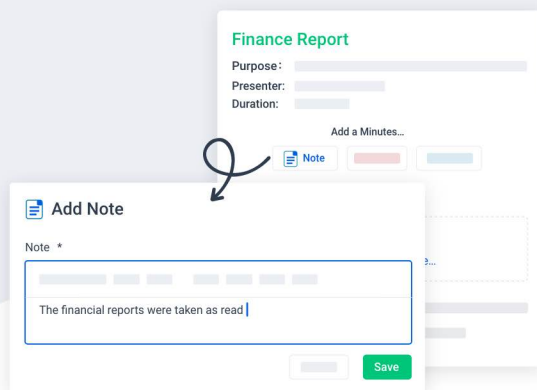 Finance Report
Purpose:
Presenter:
Duration:
Add a Minutes...
Note
e...
Add Note
Note *
The financial reports were taken as read
Save